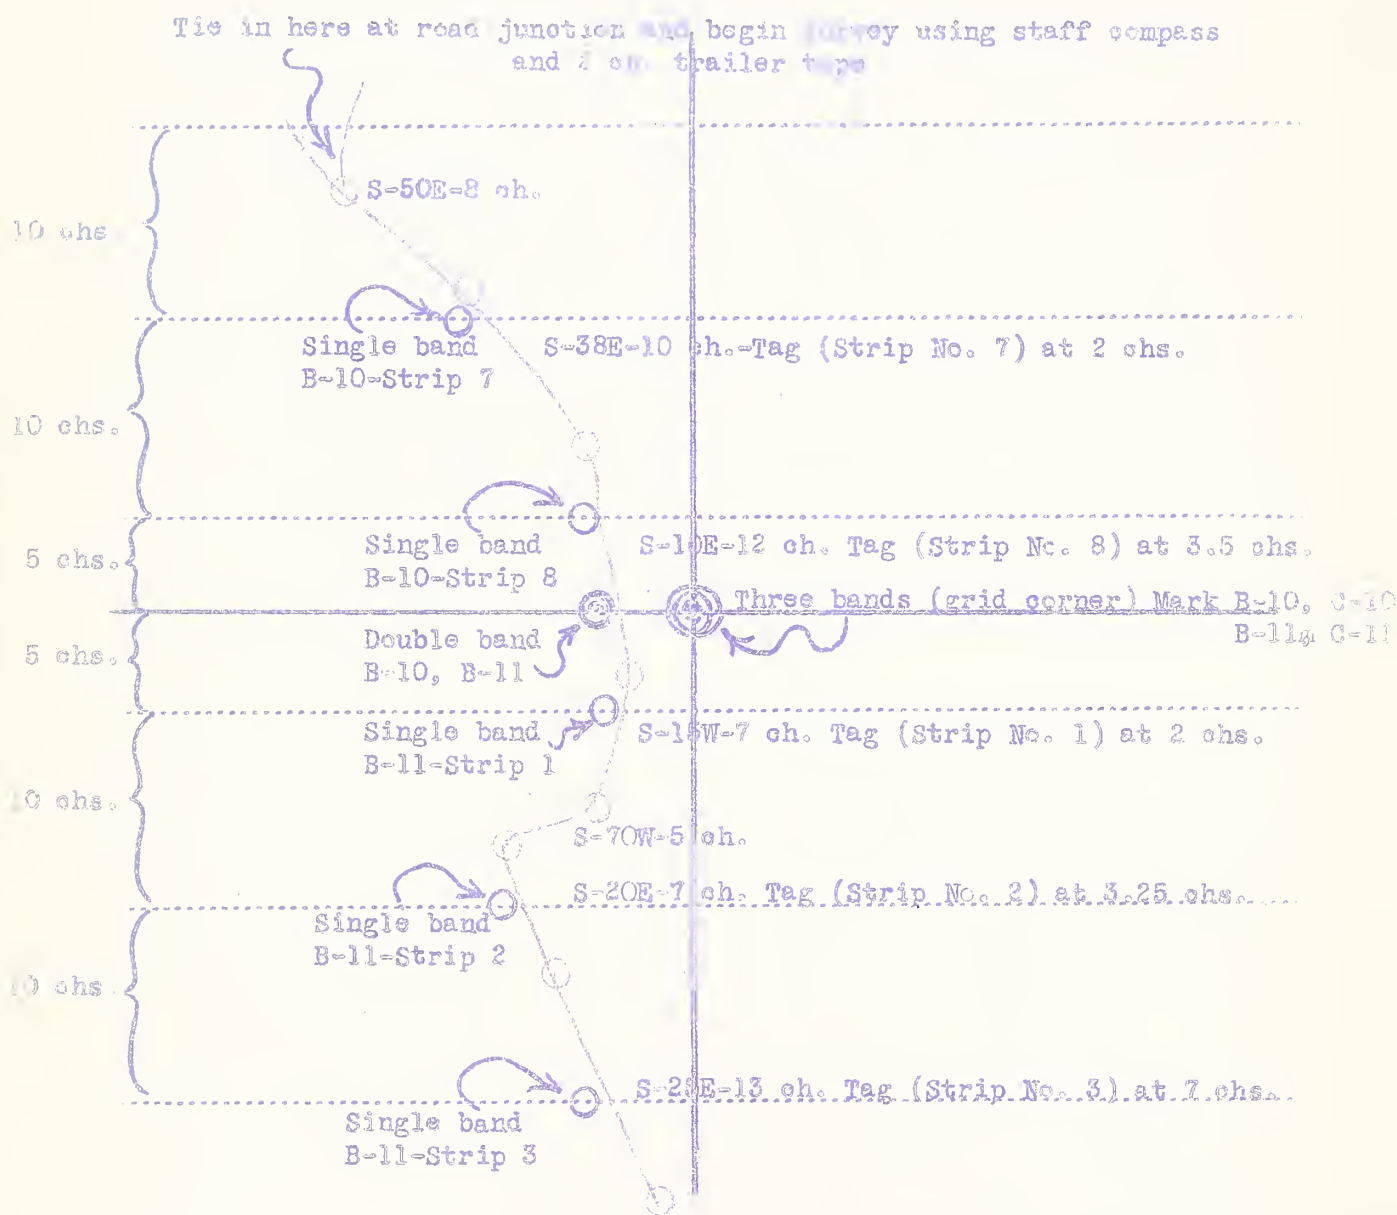 Tie in here at road junction and begin survey using staff compass
and 2 ch. trailer tape
S-50E-8 ch.
10 chs
Single band
B-10-Strip 7
S-38E-10 ch.-Tag (Strip No. 7) at 2 chs.
10 chs.
Single band
B-10-Strip 8
S-10E-12 ch. Tag (Strip No. 8) at 3.5 chs.
5 chs.
Three bands (grid corner) Mark B-10, C-10
B-11, C-11
Double band
B-10, B-11
5 chs.
Single band
B-11-Strip 1
S-15W-7 ch. Tag (Strip No. 1) at 2 chs.
10 chs.
S-70W-5 ch.
S-20E-7 ch. Tag (Strip No. 2) at 3.25 chs.
Single band
B-11-Strip 2
10 chs.
S-28E-13 ch. Tag (Strip No. 3) at 7 chs.
Single band
B-11-Strip 3